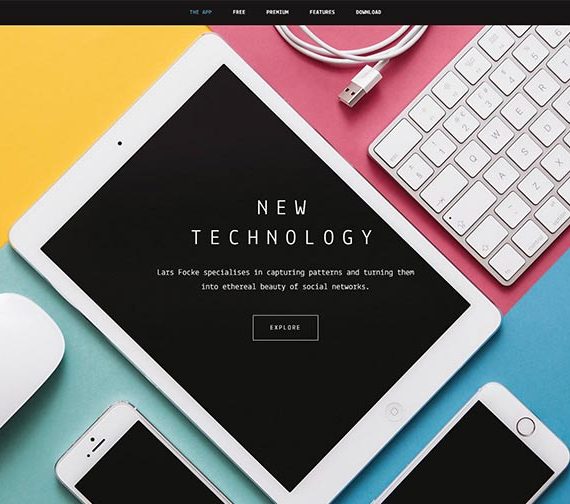 THE APP FREE PREMIUM FEATURES DOWNLOAD
NEW
TECHNOLOGY
Lars Focke specialises in capturing patterns and turning them
into ethereal beauty of social networks.
EXPLORE